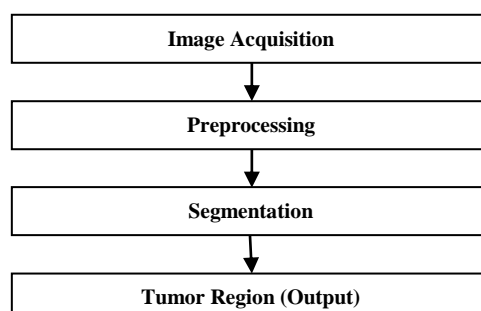 Image Acquisition
Preprocessing
Segmentation
Tumor Region (Output)